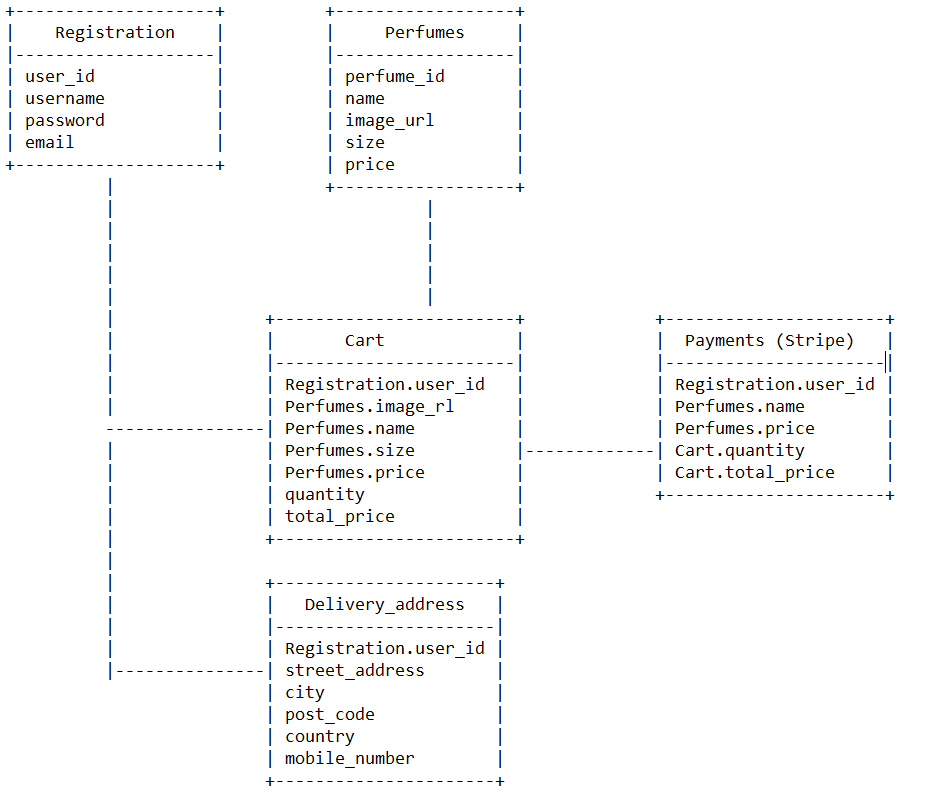 Registration
user_id
username
password
email
Perfumes
perfume_id
name
image_url
size
price
Cart
Registration.user_id
Perfumes.image_rl
Perfumes.name
Perfumes.size
Perfumes.price
quantity
total_price
Payments (Stripe)
Registration.user_id
Perfumes.name
Perfumes.price
Cart.quantity
Cart.total_price
Delivery_address
Registration.user_id
street_address
city
post_code
country
mobile_number